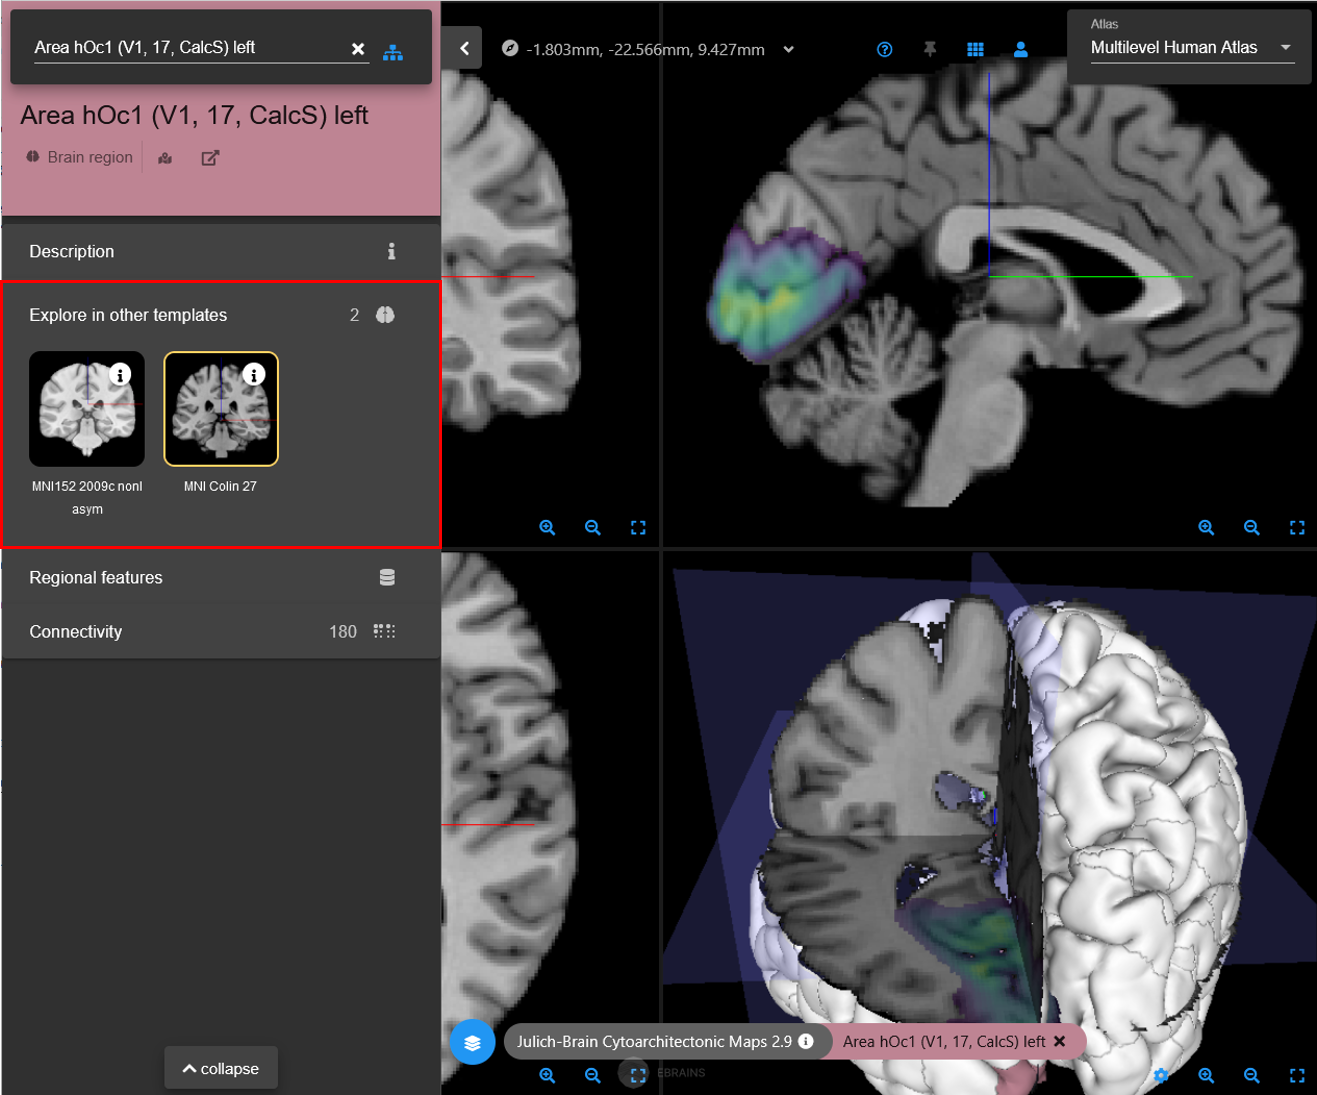 Area hOc1 (V1, 17, CalcS) left
-1.803mm, -22.566mm, 9.427mm
Atlas
Multilevel Human Atlas
Area hOc1 (V1, 17, CalcS) left
Brain region
Description
Explore in other templates 2
MNI152 2009c nonl
asym
MNI Colin 27
Regional features
Connectivity 180
collapse
Julich-Brain Cytoarchitectonic Maps 2.9
Area hOc1 (V1, 17, CalcS) left
EBRAINS